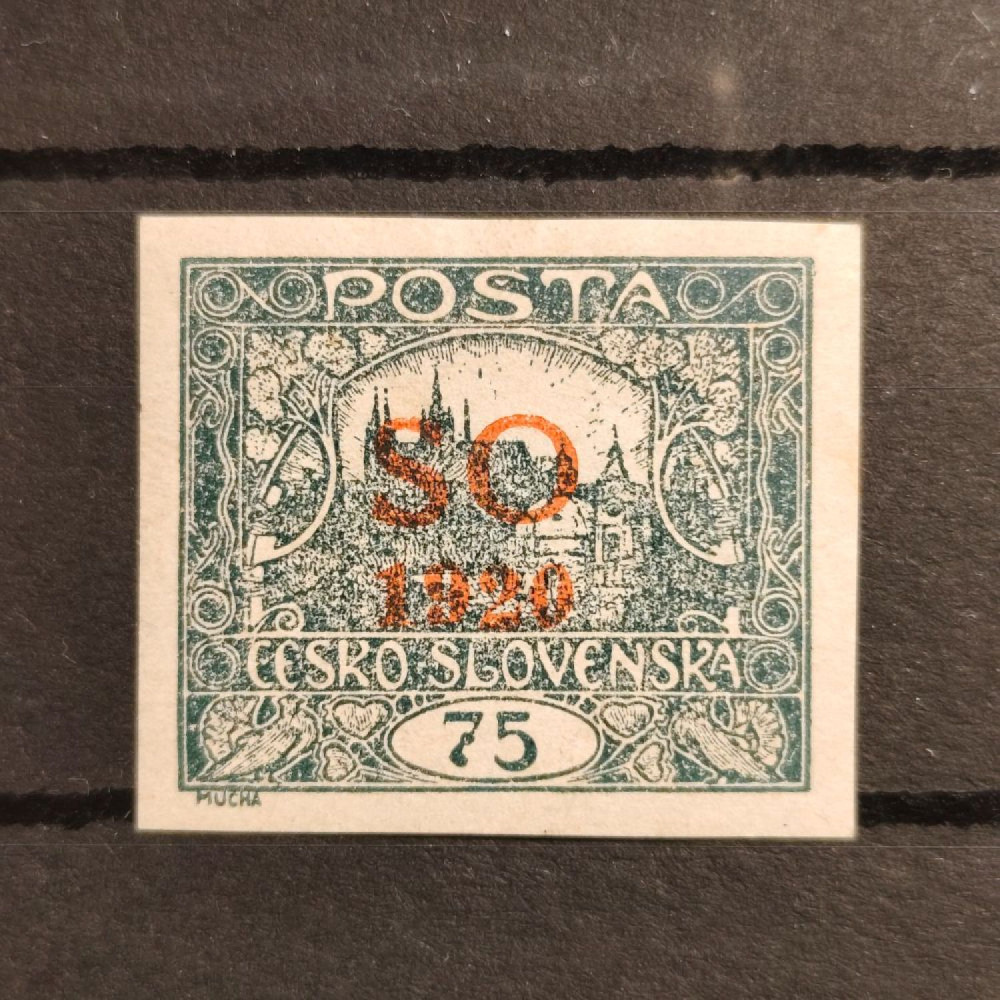 POSTA
SO
1920
ČESKO-SLOVENSKA
75
MUCHA